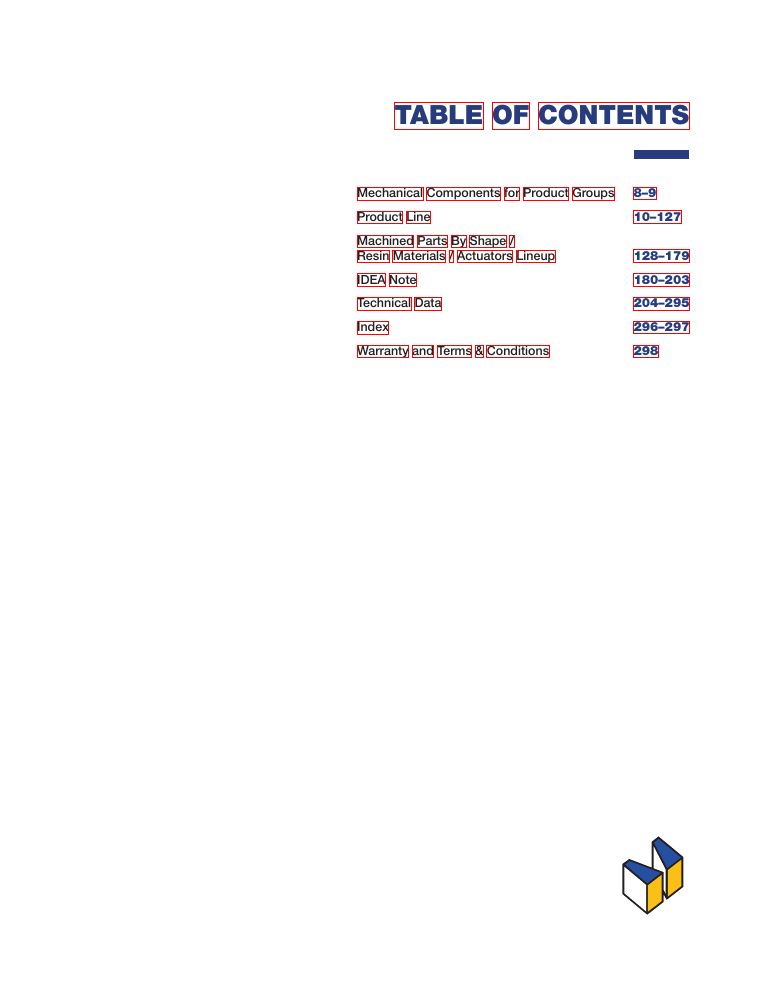 TABLE OF CONTENTS
Mechanical Components for Product Groups 8–9
Product Line 10–127
Machined Parts By Shape /
Resin Materials / Actuators Lineup 128–179
IDEA Note 180–203
Technical Data 204–295
Index 296–297
Warranty and Terms & Conditions 298